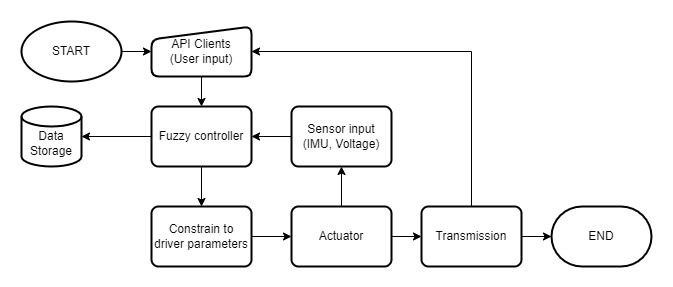 START
API Clients
(User input)
Data
Storage
Fuzzy controller
Sensor input
(IMU, Voltage)
Constrain to
driver parameters
Actuator
Transmission
END